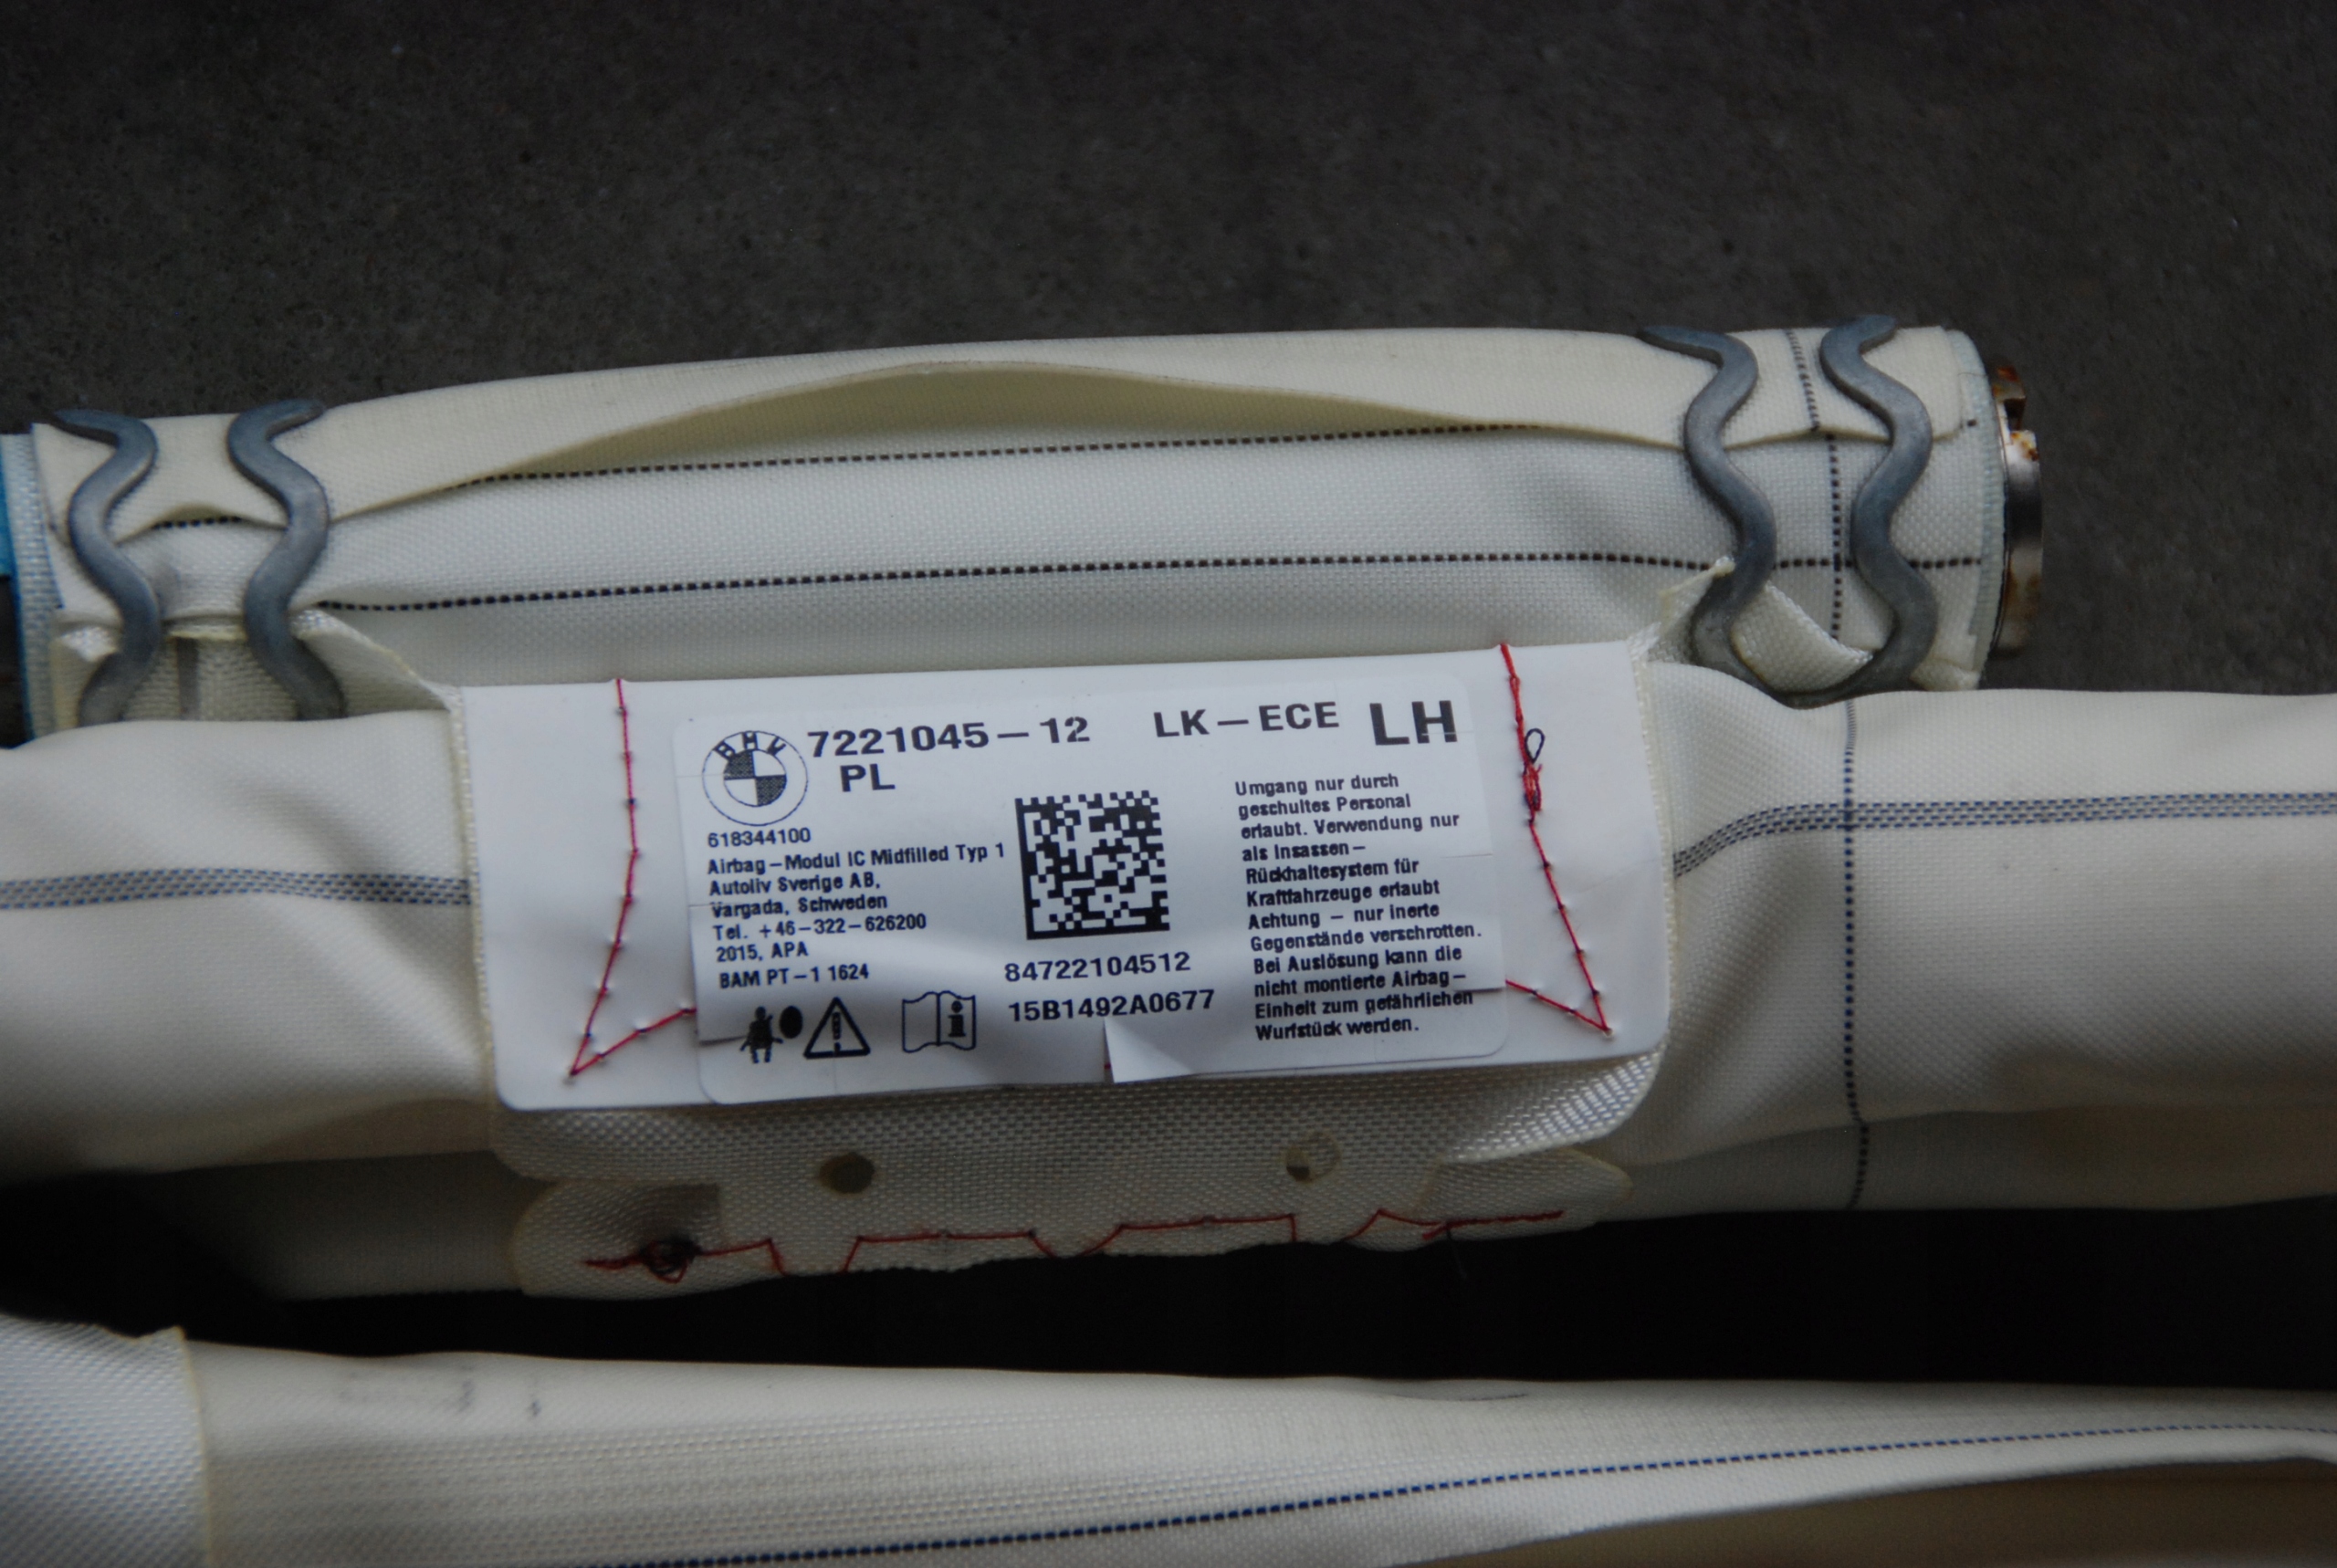 BMW
7221045-12 LK-ECE LH
PL
618344100
Airbag-Modul IC Midfilled Typ 1
Autoliv Sverige AB,
Vargada, Schweden
Tel. +46-322-626200
2015, APA
BAM PT-1 1624
84722104512
15B1492A0677
Umgang nur durch
geschultes Personal
erlaubt. Verwendung nur
als Insassen-
Rückhaltesystem für
Kraftfahrzeuge erlaubt
Achtung - nur inerte
Gegenstände verschrotten.
Bei Auslösung kann die
nicht montierte Airbag-
Einheit zum gefährlichen
Wurfstück werden.